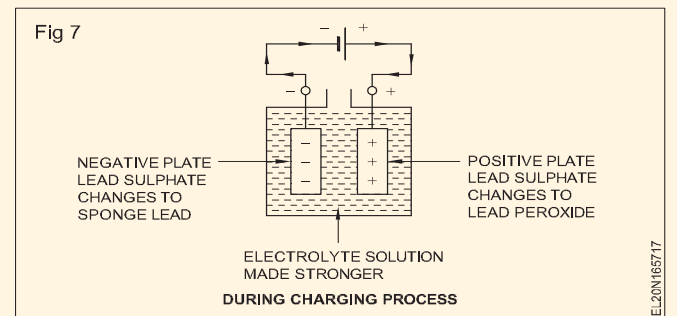 Fig 7
− +
− +
− +
− +
− +
NEGATIVE PLATE
LEAD SULPHATE
CHANGES TO
SPONGE LEAD
POSITIVE PLATE
LEAD SULPHATE
CHANGES TO
LEAD PEROXIDE
ELECTROLYTE SOLUTION
MADE STRONGER
DURING CHARGING PROCESS
EL20N165717